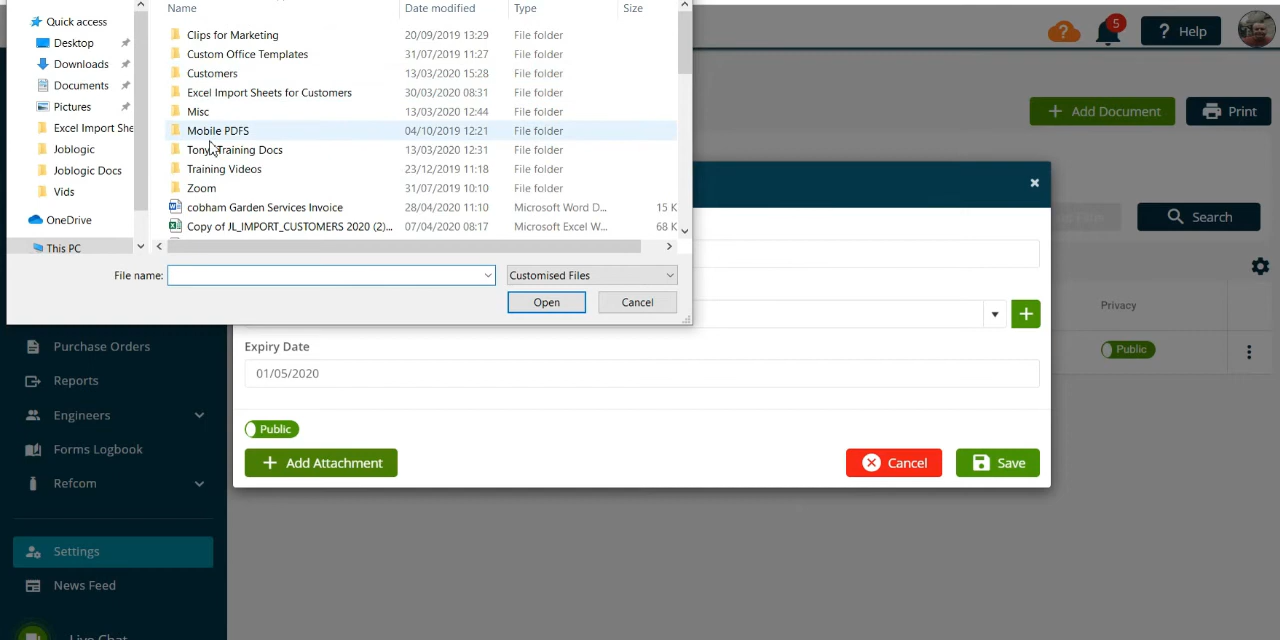 Name Date modified Type Size
Quick access
Desktop
Downloads
Documents
Pictures
Excel Import She
Joblogic
Joblogic Docs
Vids
OneDrive
This PC
Clips for Marketing 20/09/2019 13:29 File folder
Custom Office Templates 31/07/2019 11:27 File folder
Customers 13/03/2020 15:28 File folder
Excel Import Sheets for Customers 30/03/2020 08:31 File folder
Misc 13/03/2020 12:44 File folder
Mobile PDFS 04/10/2019 12:21 File folder
Tony Training Docs 13/03/2020 12:31 File folder
Training Videos 23/12/2019 11:18 File folder
Zoom 31/07/2019 10:10 File folder
cobham Garden Services Invoice 28/04/2020 11:10 Microsoft Word D... 15 K
Copy of JL_IMPORT_CUSTOMERS 2020 (2)... 07/04/2020 08:17 Microsoft Excel W... 68 K
File name: Customised Files
Open Cancel
5
? Help
+ Add Document Print
Search
Privacy
Public
Expiry Date
01/05/2020
Public
+ Add Attachment Cancel Save
Purchase Orders
Reports
Engineers
Forms Logbook
Refcom
Settings
News Feed
Live Chat